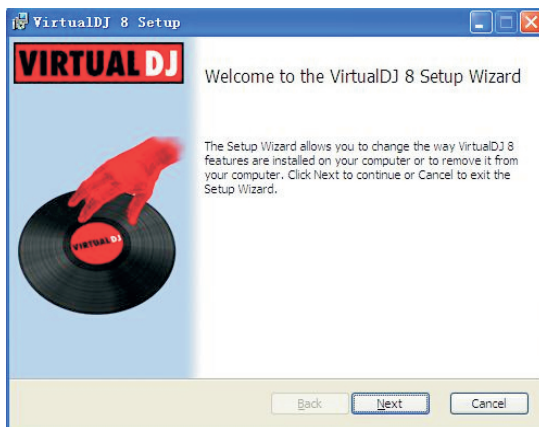 VirtualDJ 8 Setup
VIRTUAL DJ
Welcome to the VirtualDJ 8 Setup Wizard
The Setup Wizard allows you to change the way VirtualDJ 8
features are installed on your computer or to remove it from
your computer. Click Next to continue or Cancel to exit the
Setup Wizard.
VIRTUAL DJ
Back
Next
Cancel